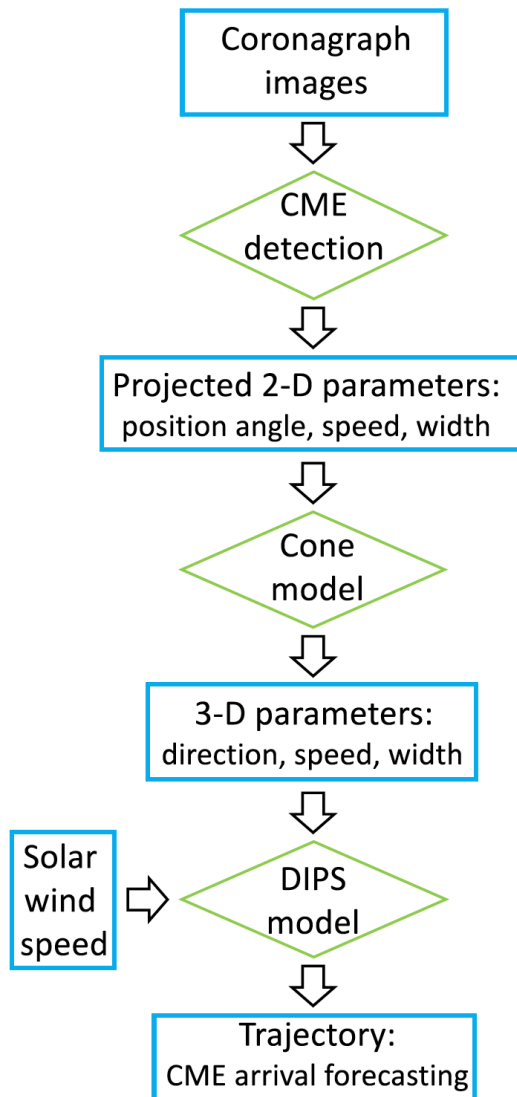 Coronagraph
images
CME
detection
Projected 2-D parameters:
position angle, speed, width
Cone
model
3-D parameters:
direction, speed, width
Solar
wind
speed
DIPS
model
Trajectory:
CME arrival forecasting